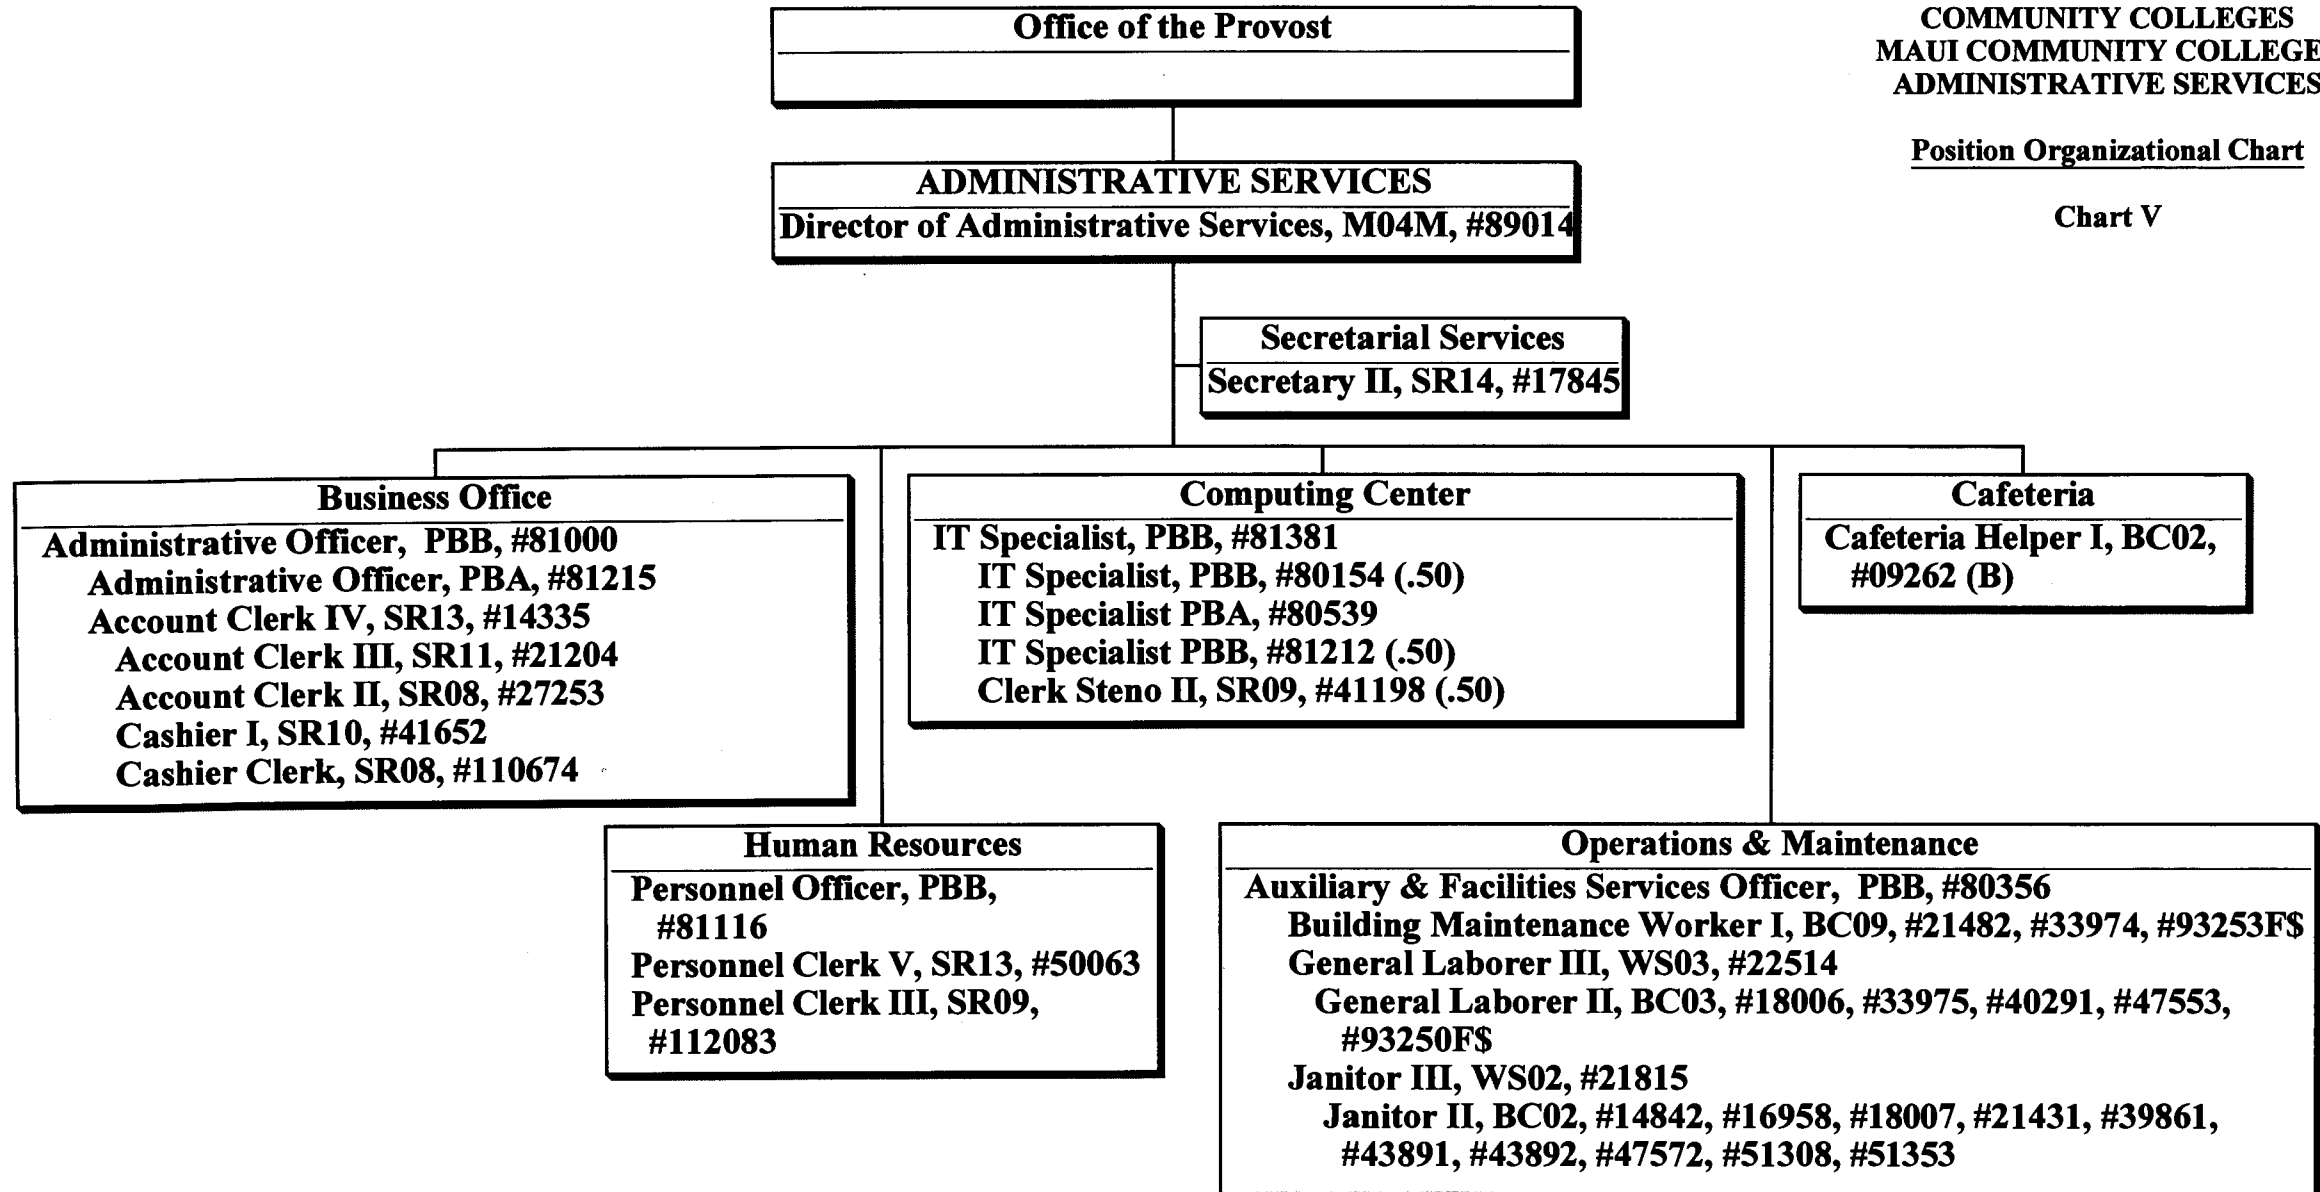 COMMUNITY COLLEGES
MAUI COMMUNITY COLLEGE
ADMINISTRATIVE SERVICES
Position Organizational Chart
Chart V
Office of the Provost
ADMINISTRATIVE SERVICES
Director of Administrative Services, M04M, #89014
Secretarial Services
Secretary II, SR14, #17845
Business Office
Administrative Officer, PBB, #81000
Administrative Officer, PBA, #81215
Account Clerk IV, SR13, #14335
Account Clerk III, SR11, #21204
Account Clerk II, SR08, #27253
Cashier I, SR10, #41652
Cashier Clerk, SR08, #110674
Computing Center
IT Specialist, PBB, #81381
IT Specialist, PBB, #80154 (.50)
IT Specialist PBA, #80539
IT Specialist PBB, #81212 (.50)
Clerk Steno II, SR09, #41198 (.50)
Cafeteria
Cafeteria Helper I, BC02,
#09262 (B)
Human Resources
Personnel Officer, PBB,
#81116
Personnel Clerk V, SR13, #50063
Personnel Clerk III, SR09,
#112083
Operations & Maintenance
Auxiliary & Facilities Services Officer, PBB, #80356
Building Maintenance Worker I, BC09, #21482, #33974, #93253F$
General Laborer III, WS03, #22514
General Laborer II, BC03, #18006, #33975, #40291, #47553,
#93250F$
Janitor III, WS02, #21815
Janitor II, BC02, #14842, #16958, #18007, #21431, #39861,
#43891, #43892, #47572, #51308, #51353